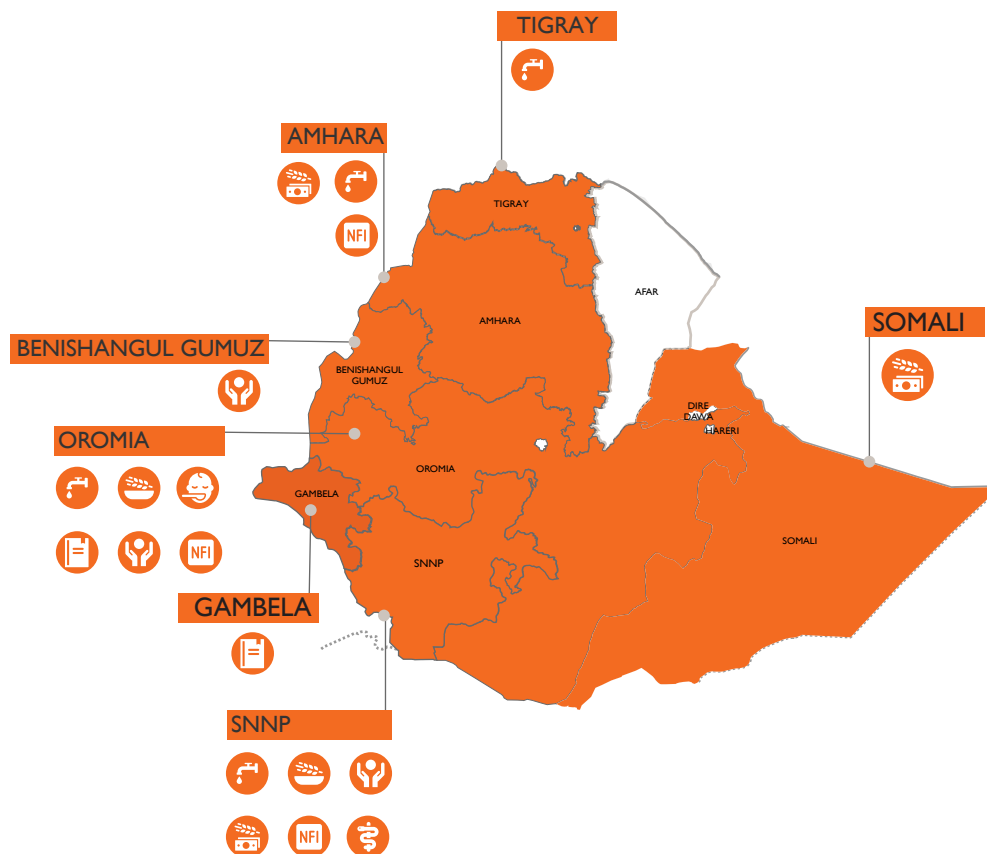 TIGRAY
AMHARA
NFI
TIGRAY
AFAR
AMHARA
SOMALI
BENISHANGUL GUMUZ
BENISHANGUL
GUMUZ
DIRE
DAWA
HARERI
OROMIA
OROMIA
GAMBELA
NFI
SOMALI
SNNP
GAMBELA
SNNP
NFI